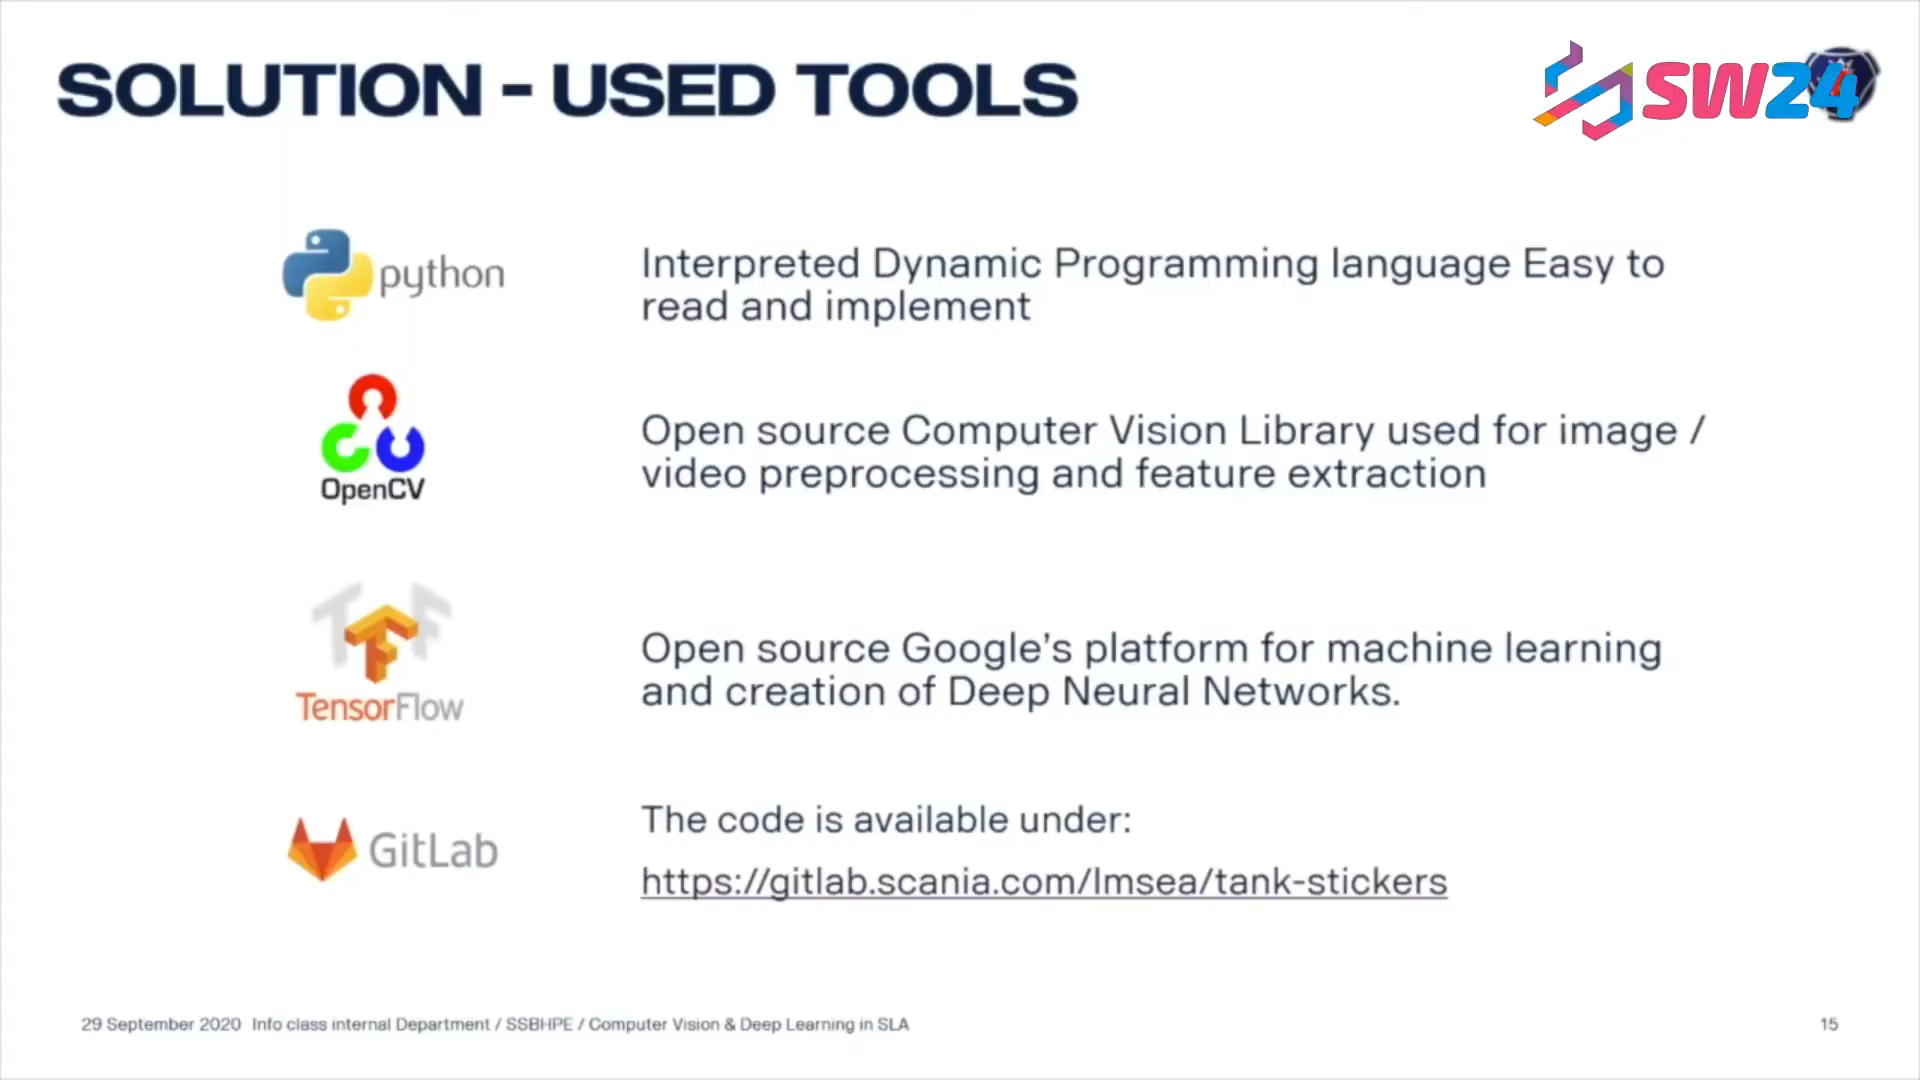 SOLUTION - USED TOOLS
SW24
python
Interpreted Dynamic Programming language Easy to
read and implement
OpenCV
Open source Computer Vision Library used for image /
video preprocessing and feature extraction
TensorFlow
Open source Google's platform for machine learning
and creation of Deep Neural Networks.
GitLab
The code is available under:
https://gitlab.scania.com/lmsea/tank-stickers
29 September 2020 Info class internal Department / SSBHPE / Computer Vision & Deep Learning in SLA
15